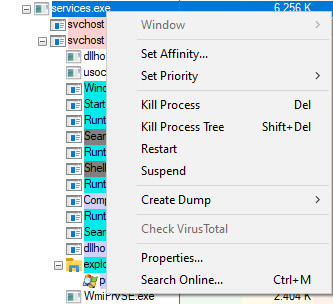 services.exe 6,256 K
svchost
svchost
dllho
usoc
Wind
Start
Runt
Sear
Runt
Shell
Runt
Comp
Runt
Sear
dllho
explo
p
WmiPrvSE.exe 2,404 K
Window
Set Affinity...
Set Priority
Kill Process Del
Kill Process Tree Shift+Del
Restart
Suspend
Create Dump
Check VirusTotal
Properties...
Search Online... Ctrl+M